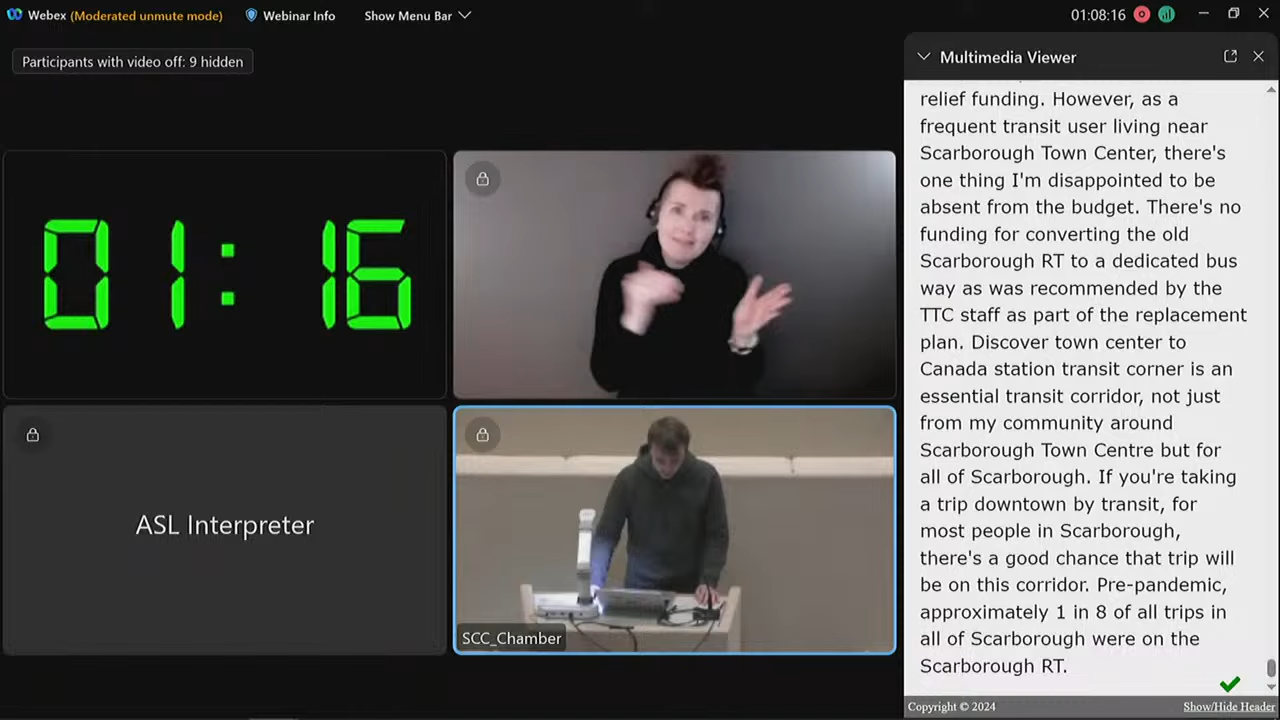 Webex (Moderated unmute mode) Webinar Info Show Menu Bar 01:08:16
Participants with video off: 9 hidden
01:16
ASL Interpreter
SCC_Chamber
Multimedia Viewer
relief funding. However, as a
frequent transit user living near
Scarborough Town Center, there's
one thing I'm disappointed to be
absent from the budget. There's no
funding for converting the old
Scarborough RT to a dedicated bus
way as was recommended by the
TTC staff as part of the replacement
plan. Discover town center to
Canada station transit corner is an
essential transit corridor, not just
from my community around
Scarborough Town Centre but for
all of Scarborough. If you're taking
a trip downtown by transit, for
most people in Scarborough,
there's a good chance that trip will
be on this corridor. Pre-pandemic,
approximately 1 in 8 of all trips in
all of Scarborough were on the
Scarborough RT.
Copyright © 2024 Show/Hide Header